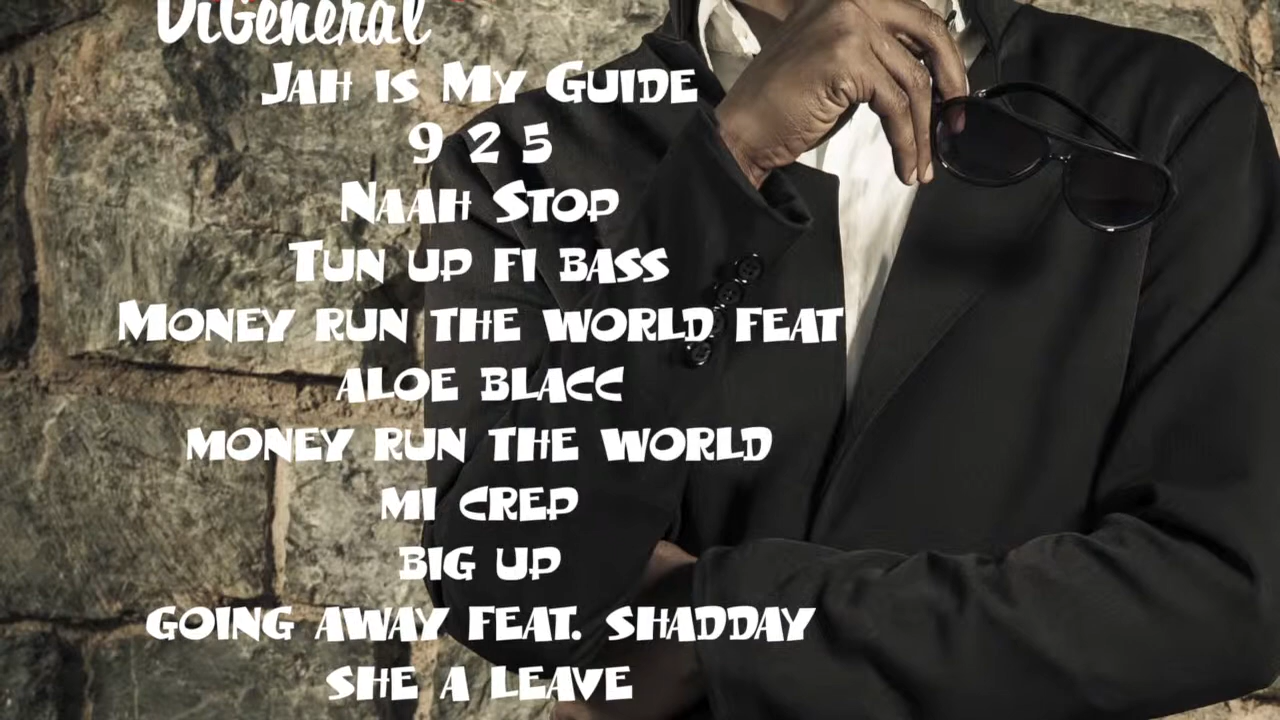 DiGeneral
Jah is My Guide
9 2 5
Naah Stop
Tun up fi bass
Money run the world feat
aloe blacc
money run the world
mi crep
big up
going away feat. shadday
she a leave